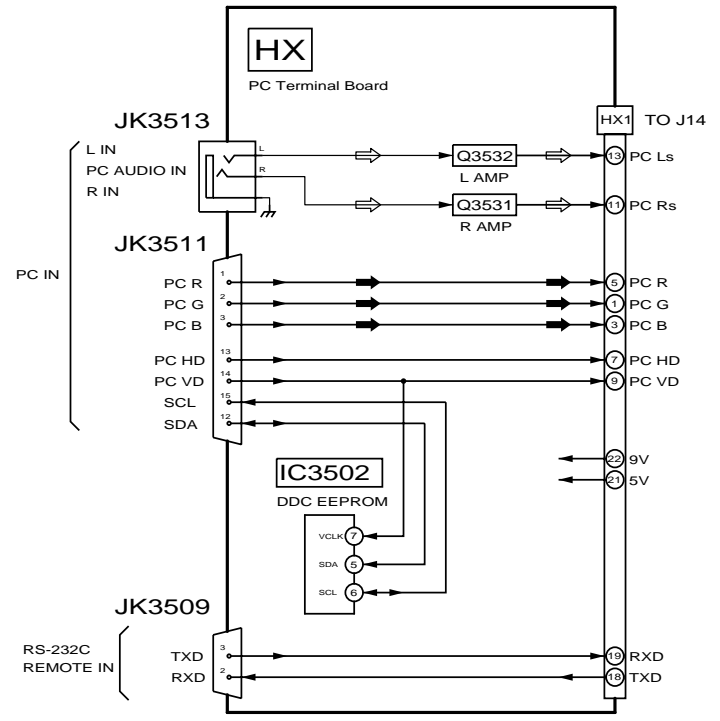 HX
PC Terminal Board
JK3513
HX1 TO J14
L IN
PC AUDIO IN
R IN
L
R
Q3532
L AMP
13 PC Ls
Q3531
R AMP
11 PC Rs
JK3511
PC IN
PC R 1 5 PC R
PC G 2 1 PC G
PC B 3 3 PC B
PC HD 13 7 PC HD
PC VD 14 9 PC VD
SCL 15
SDA 12
22 9V
21 5V
IC3502
DDC EEPROM
VCLK 7
SDA 5
SCL 6
JK3509
RS-232C
REMOTE IN
TXD 3 19 RXD
RXD 2 18 TXD